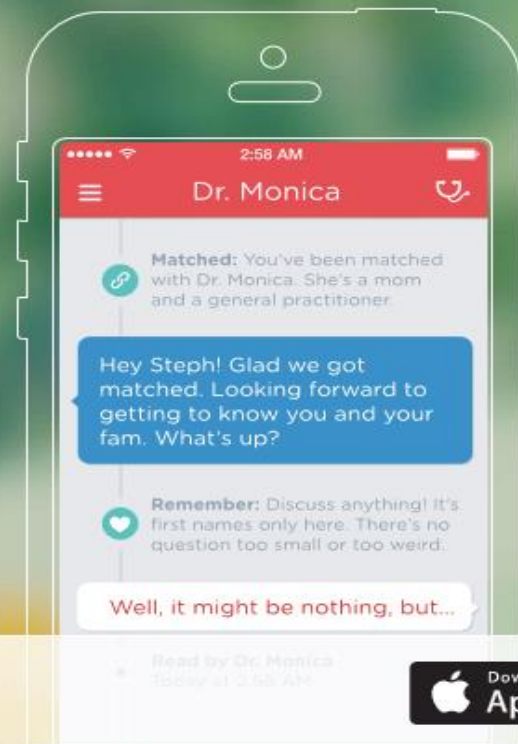 2:58 AM
Dr. Monica
Matched: You've been matched
with Dr. Monica. She's a mom
and a general practitioner.
Hey Steph! Glad we got
matched. Looking forward to
getting to know you and your
fam. What's up?
Remember: Discuss anything! It's
first names only here. There's no
question too small or too weird.
Well, it might be nothing, but...
Read by Dr. Monica
Today at 2:58 AM